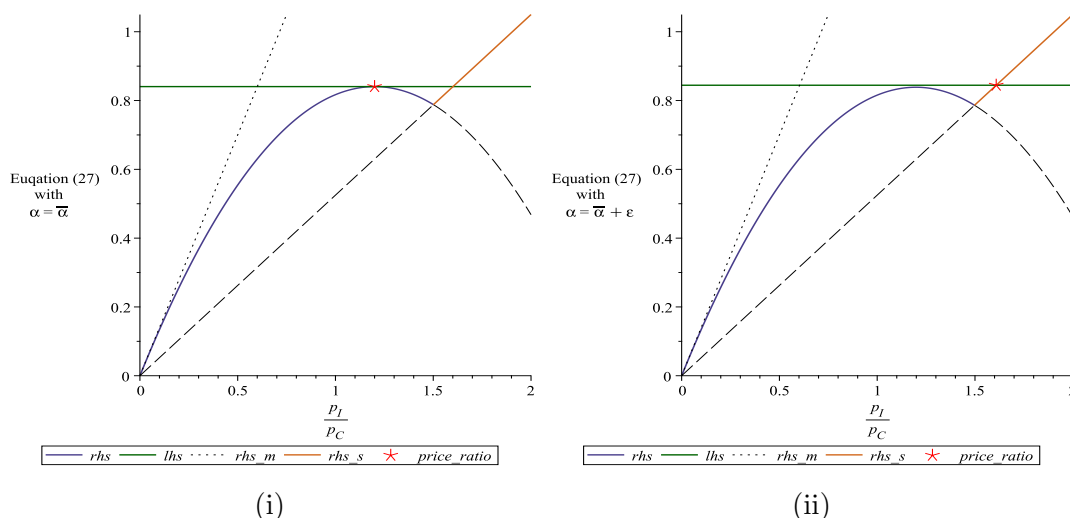 1
0.8
Euqation (27)
with
α = α̅
0.6
0.4
0.2
0
0 0.5 1 1.5 2
p_I
p_C
rhs lhs rhs_m rhs_s price_ratio
(i)
1
0.8
Equation (27)
with
α = α̅ + ε
0.6
0.4
0.2
0
0 0.5 1 1.5 2
p_I
p_C
rhs lhs rhs_m rhs_s price_ratio
(ii)